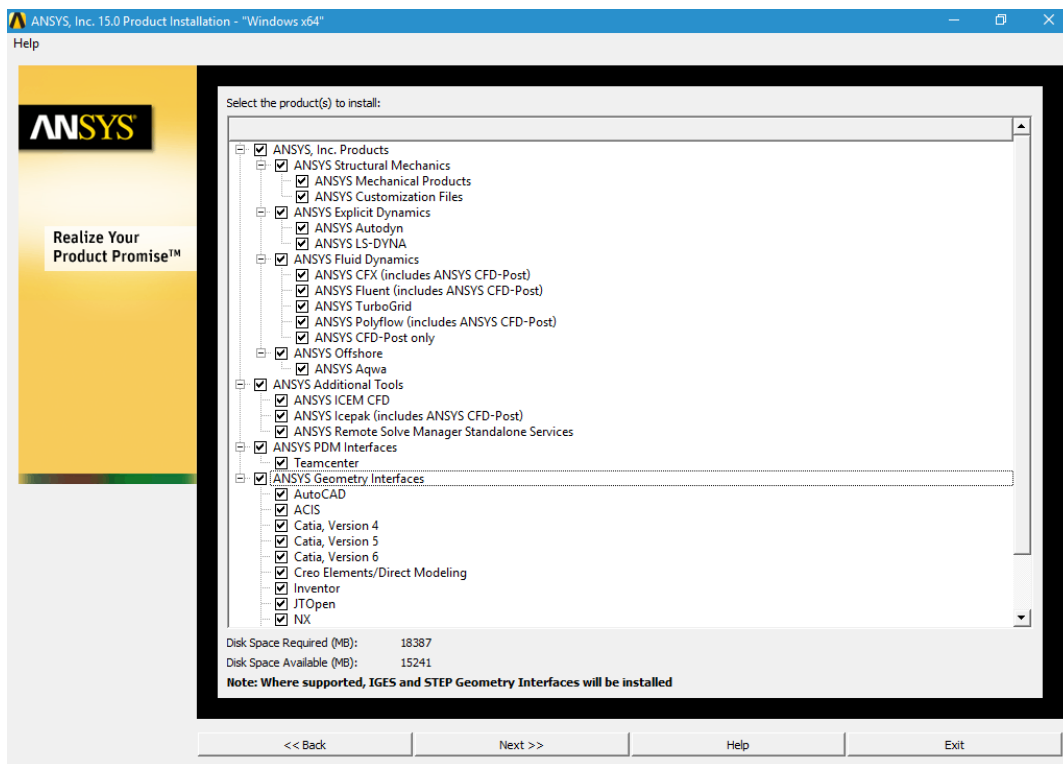 ANSYS, Inc. 15.0 Product Installation - "Windows x64"
Help
ANSYS
Realize Your
Product Promise™
Select the product(s) to install:
ANSYS, Inc. Products
ANSYS Structural Mechanics
ANSYS Mechanical Products
ANSYS Customization Files
ANSYS Explicit Dynamics
ANSYS Autodyn
ANSYS LS-DYNA
ANSYS Fluid Dynamics
ANSYS CFX (includes ANSYS CFD-Post)
ANSYS Fluent (includes ANSYS CFD-Post)
ANSYS TurboGrid
ANSYS Polyflow (includes ANSYS CFD-Post)
ANSYS CFD-Post only
ANSYS Offshore
ANSYS Aqwa
ANSYS Additional Tools
ANSYS ICEM CFD
ANSYS Icepak (includes ANSYS CFD-Post)
ANSYS Remote Solve Manager Standalone Services
ANSYS PDM Interfaces
Teamcenter
ANSYS Geometry Interfaces
AutoCAD
ACIS
Catia, Version 4
Catia, Version 5
Catia, Version 6
Creo Elements/Direct Modeling
Inventor
JTOpen
NX
Disk Space Required (MB): 18387
Disk Space Available (MB): 15241
Note: Where supported, IGES and STEP Geometry Interfaces will be installed
<< Back Next >> Help Exit